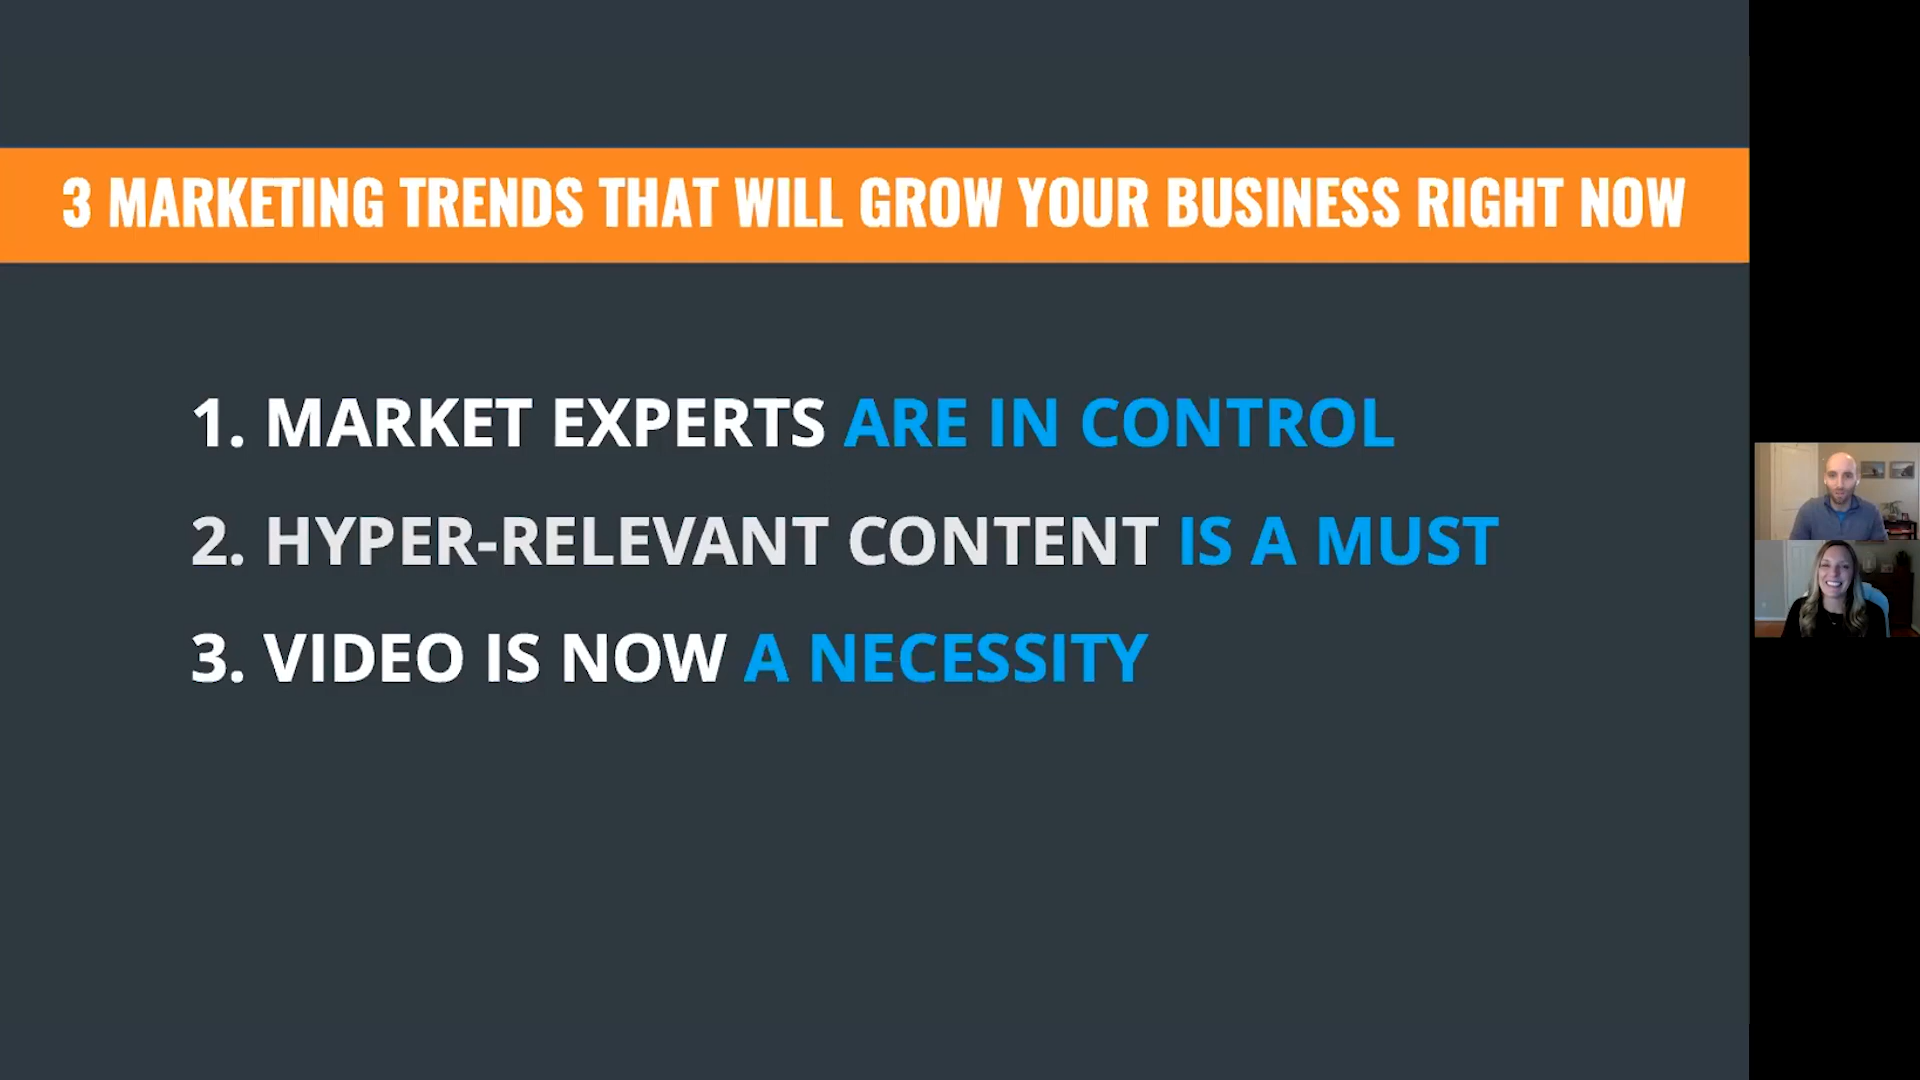 3 MARKETING TRENDS THAT WILL GROW YOUR BUSINESS RIGHT NOW
1. MARKET EXPERTS ARE IN CONTROL
2. HYPER-RELEVANT CONTENT IS A MUST
3. VIDEO IS NOW A NECESSITY